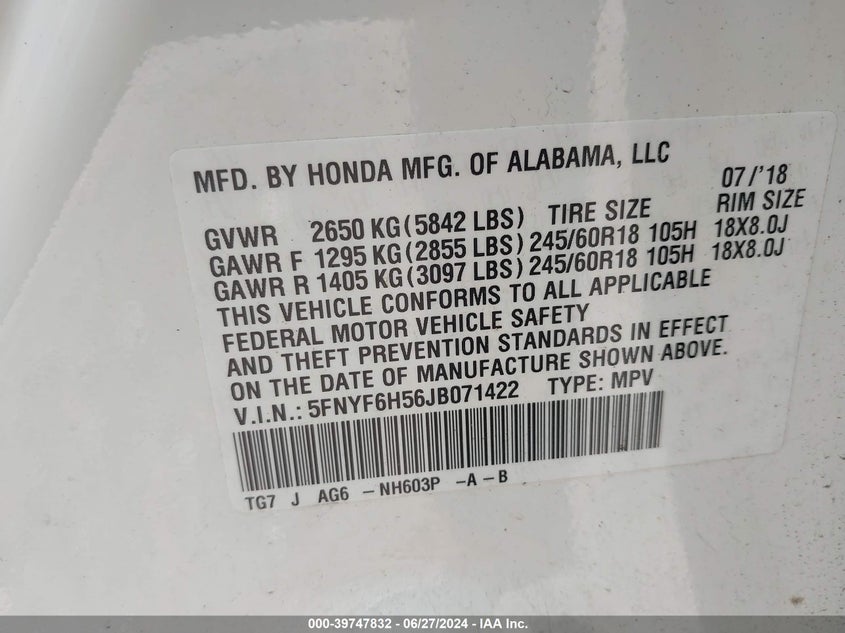 MFD. BY HONDA MFG. OF ALABAMA, LLC 07/'18
GVWR 2650 KG(5842 LBS) TIRE SIZE RIM SIZE
GAWR F 1295 KG(2855 LBS)245/60R18 105H 18X8.0J
GAWR R 1405 KG(3097 LBS)245/60R18 105H 18X8.0J
THIS VEHICLE CONFORMS TO ALL APPLICABLE
FEDERAL MOTOR VEHICLE SAFETY
AND THEFT PREVENTION STANDARDS IN EFFECT
ON THE DATE OF MANUFACTURE SHOWN ABOVE.
V.I.N.: 5FNYF6H56JB071422 TYPE: MPV
TG7 J AG6 -NH603P -A-B
000-39747832 - 06/27/2024 - IAA Inc.